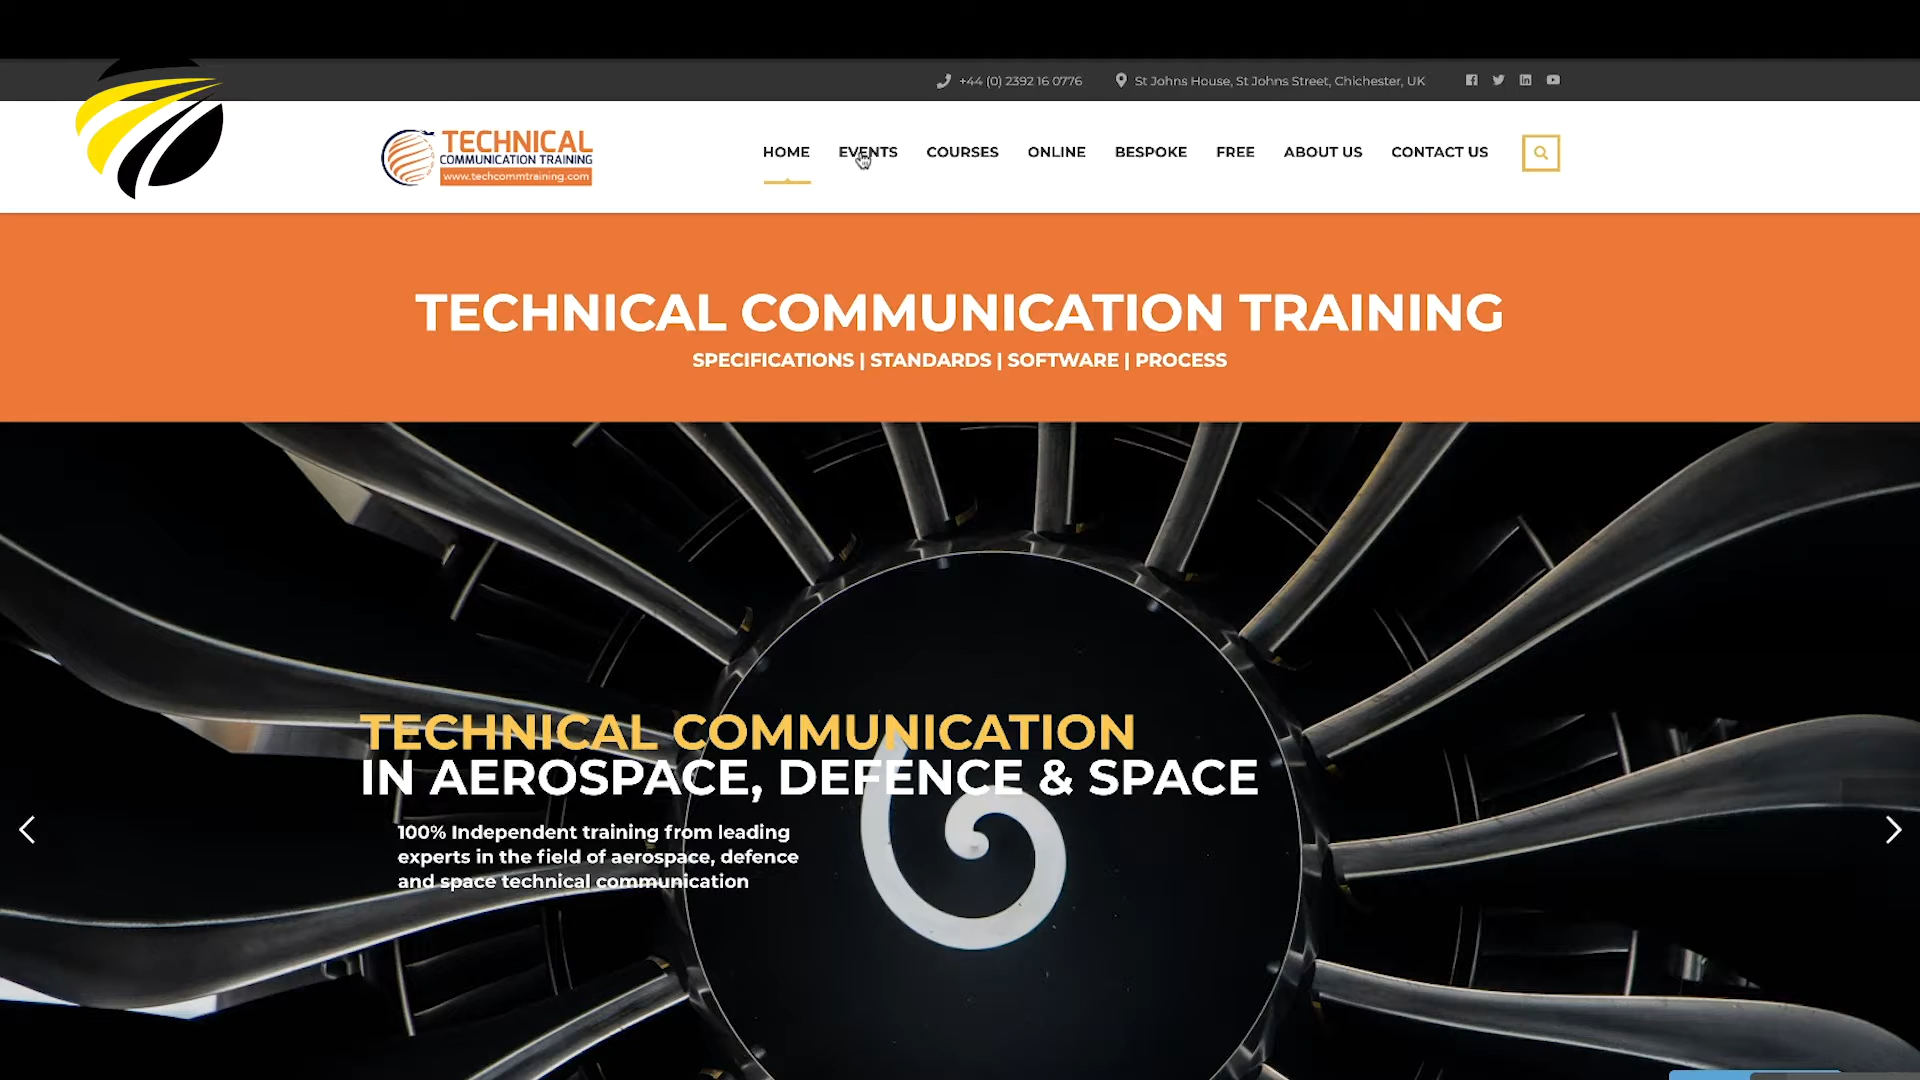 +44 (0) 2392 16 0776
St Johns House, St Johns Street, Chichester, UK
TECHNICAL
COMMUNICATION TRAINING
www.techcommtraining.com
HOME
EVENTS
COURSES
ONLINE
BESPOKE
FREE
ABOUT US
CONTACT US
TECHNICAL COMMUNICATION TRAINING
SPECIFICATIONS | STANDARDS | SOFTWARE | PROCESS
TECHNICAL COMMUNICATION
IN AEROSPACE, DEFENCE & SPACE
100% Independent training from leading
experts in the field of aerospace, defence
and space technical communication